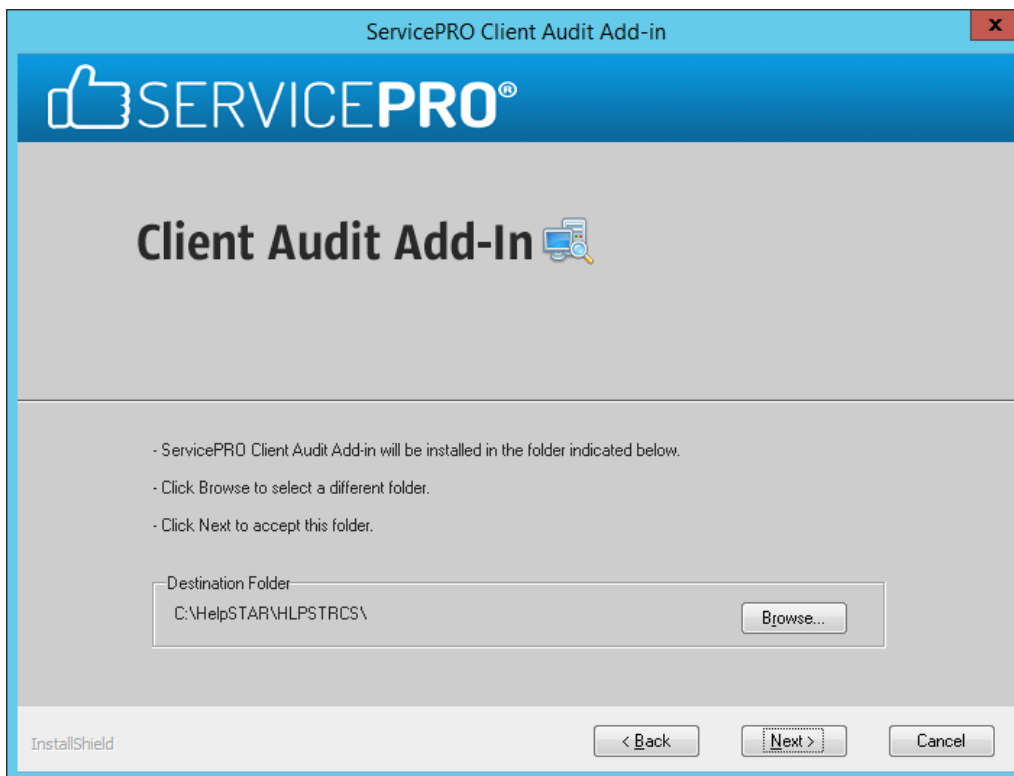 ServicePRO Client Audit Add-in
x
SERVICEPRO®
Client Audit Add-In
- ServicePRO Client Audit Add-in will be installed in the folder indicated below.
- Click Browse to select a different folder.
- Click Next to accept this folder.
Destination Folder
C:\HelpSTAR\HLPSTRCS\
Browse...
InstallShield
< Back
Next >
Cancel